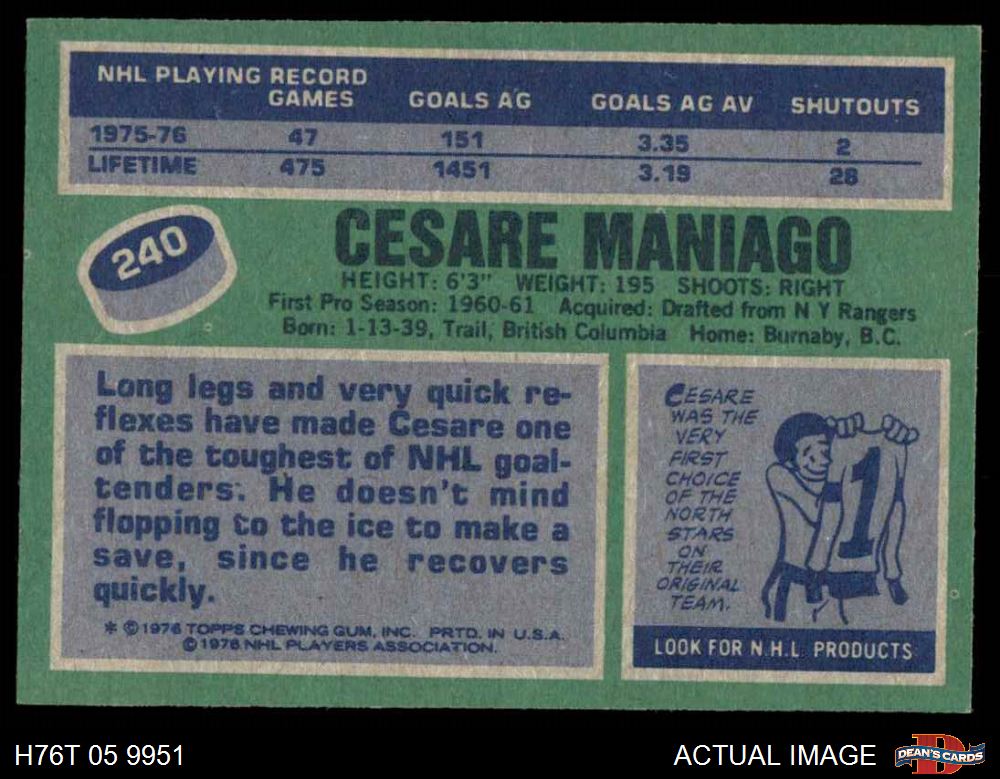 NHL PLAYING RECORD
GAMES GOALS AG GOALS AG AV SHUTOUTS
1975-76 47 151 3.35 2
LIFETIME 475 1451 3.19 28
240
CESARE MANIAGO
HEIGHT: 6'3" WEIGHT: 195 SHOOTS: RIGHT
First Pro Season: 1960-61 Acquired: Drafted from N Y Rangers
Born: 1-13-39, Trail, British Columbia Home: Burnaby, B.C.
Long legs and very quick re-
flexes have made Cesare one
of the toughest of NHL goal-
tenders. He doesn't mind
flopping to the ice to make a
save, since he recovers
quickly.
* © 1976 TOPPS CHEWING GUM, INC. PRTD. IN U.S.A.
© 1976 NHL PLAYERS ASSOCIATION.
CESARE
WAS THE
VERY
FIRST
CHOICE
OF THE
NORTH
STARS
ON
THEIR
ORIGINAL
TEAM.
1
LOOK FOR N.H.L. PRODUCTS
H76T 05 9951
ACTUAL IMAGE
DEAN'S CARDS